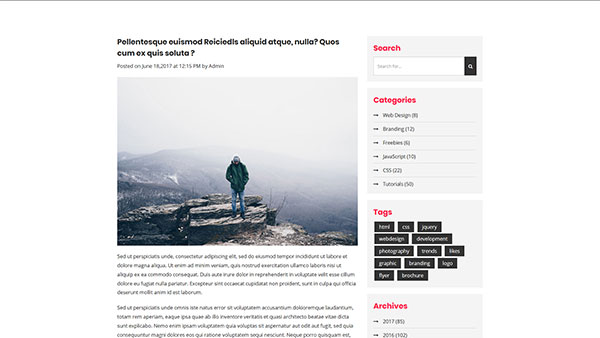 Pellentesque euismod Reiciedls aliquid atque, nulla? Quos
cum ex quis soluta ?
Posted on June 18,2017 at 12:15 PM by Admin
Sed ut perspiciatis unde, consectetur adipiscing elit, sed do eiusmod tempor incididunt ut labore et
dolore magna aliqua. Ut enim ad minim veniam, quis nostrud exercitation ullamco laboris nisi ut
aliquip ex ea commodo consequat. Duis aute irure dolor in reprehenderit in voluptate velit esse cillum
dolore eu fugiat nulla pariatur. Excepteur sint occaecat cupidatat non proident, sunt in culpa qui officia
deserunt mollit anim id est laborum.
Sed ut perspiciatis unde omnis iste natus error sit voluptatem accusantium doloremque laudantium,
totam rem aperiam, eaque ipsa quae ab illo inventore veritatis et quasi architecto beatae vitae dicta
sunt explicabo. Nemo enim ipsam voluptatem quia voluptas sit aspernatur aut odit aut fugit, sed quia
consequuntur magni dolores eos qui ratione voluptatem sequi nesciunt. Neque porro quisquam est,
Search
Search for...
Categories
Web Design (8)
Branding (12)
Freebies (6)
JavaScript (10)
CSS (22)
Tutorials (50)
Tags
html css jquery
webdesign development
photography trends likes
graphic branding logo
flyer brochure
Archives
2017 (85)
2016 (102)